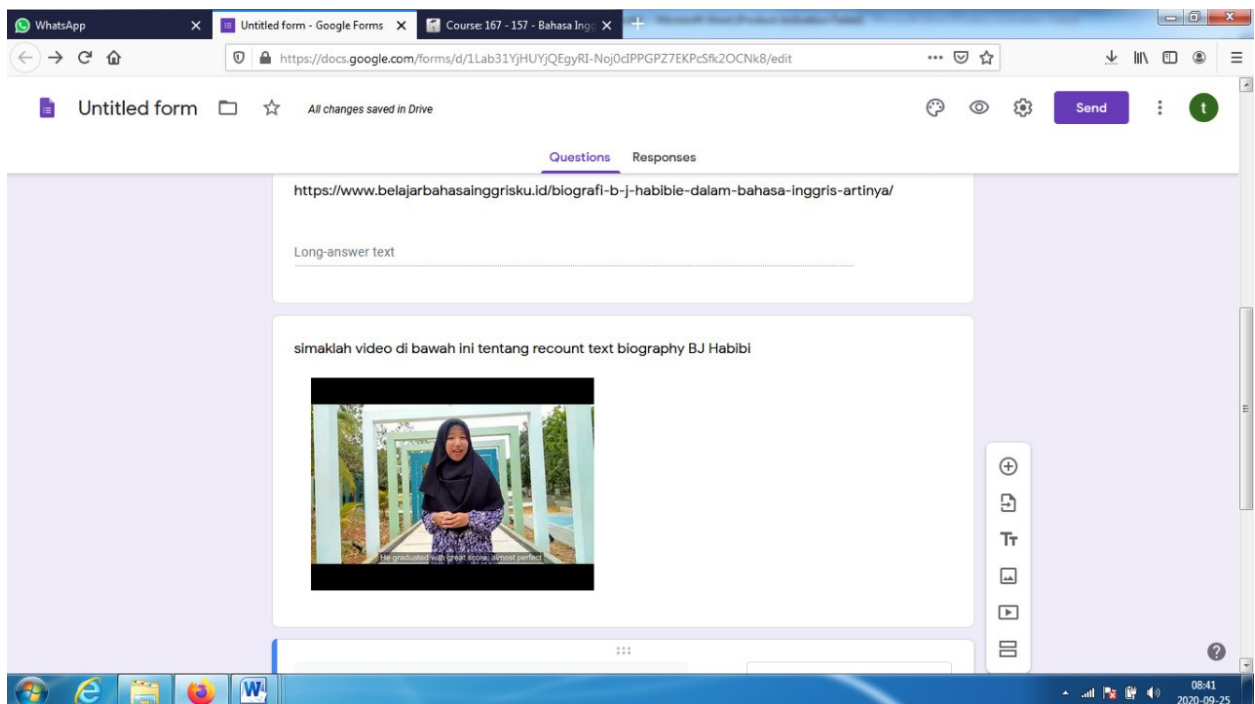 WhatsApp
Untitled form - Google Forms
Course: 167 - 157 - Bahasa Ing
https://docs.google.com/forms/d/1Lab31YjHUYjQEgyRI-Noj0cIPPGPZ7EKPcSfk2OCNk8/edit
Untitled form
All changes saved in Drive
Send
t
Questions Responses
https://www.belajarbahasainggrisku.id/biografi-b-j-habibie-dalam-bahasa-inggris-artinya/
Long-answer text
simaklah video di bawah ini tentang recount text biography BJ Habibi
He graduated with great score, almost perfect
08:41
2020-09-25